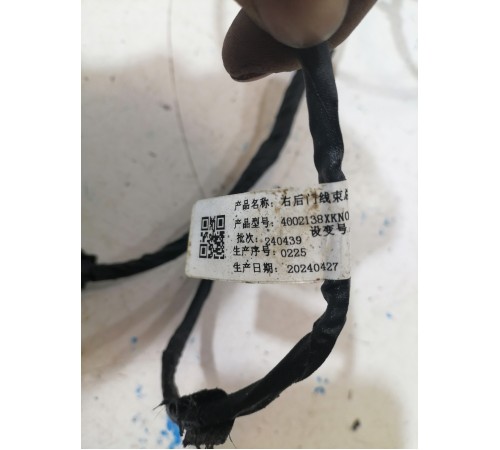 产品名称: 右后门线束
产品型号: 4002138XKN0
设变号
批次: 240439
生产序号: 0225
生产日期: 20240427